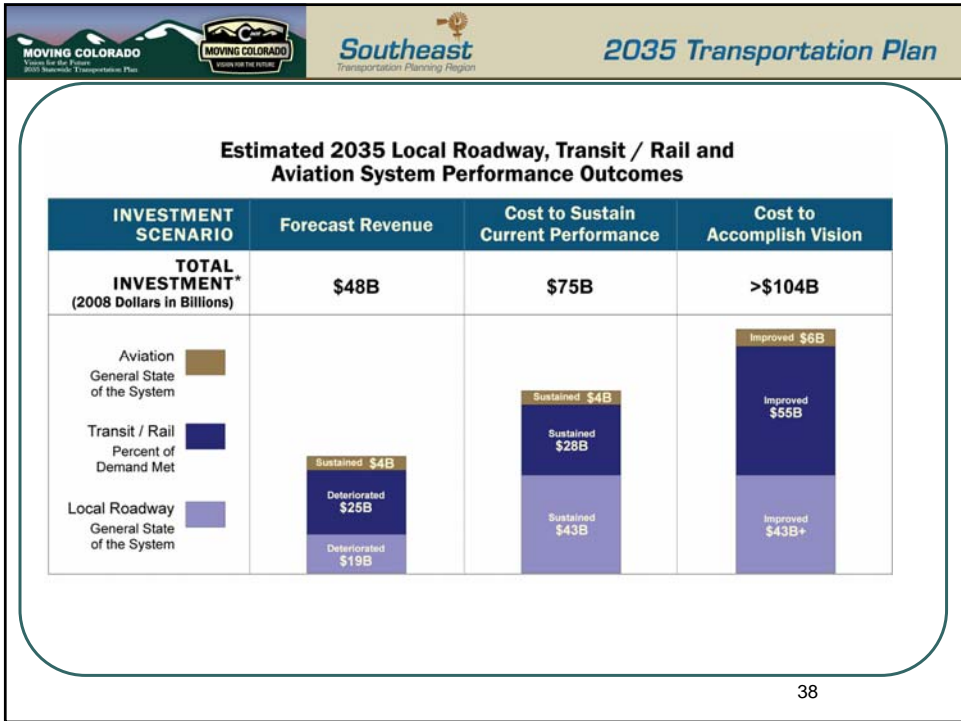 MOVING COLORADO
Vision for the Future
2035 Statewide Transportation Plan
MOVING COLORADO
VISION FOR THE FUTURE
Southeast
Transportation Planning Region
2035 Transportation Plan
Estimated 2035 Local Roadway, Transit / Rail and
Aviation System Performance Outcomes
INVESTMENT
SCENARIO
Forecast Revenue
Cost to Sustain
Current Performance
Cost to
Accomplish Vision
TOTAL
INVESTMENT*
(2008 Dollars in Billions)
$48B
$75B
>$104B
Aviation
General State
of the System
Transit / Rail
Percent of
Demand Met
Local Roadway
General State
of the System
Sustained $4B
Deteriorated
$25B
Deteriorated
$19B
Sustained $4B
Sustained
$28B
Sustained
$43B
Improved $6B
Improved
$55B
Improved
$43B+
38